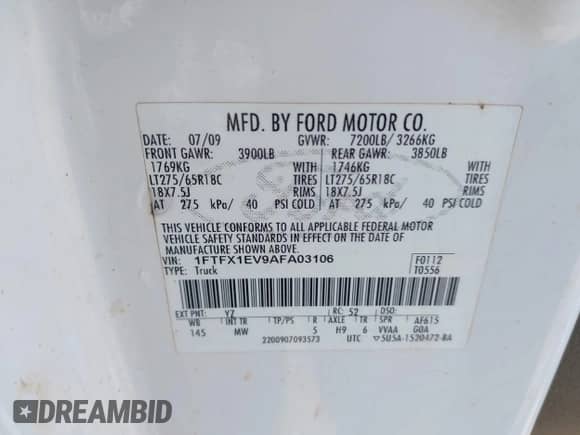 MFD. BY FORD MOTOR CO.
DATE: 07/09 GVWR: 7200LB/ 3266KG
FRONT GAWR: 3900LB REAR GAWR: 3850LB
1769KG WITH 1746KG WITH
LT275/65R18C TIRES LT275/65R18C TIRES
18X7.5J RIMS 18X7.5J RIMS
AT 275 kPa/ 40 PSI COLD AT 275 kPa/ 40 PSI COLD
THIS VEHICLE CONFORMS TO ALL APPLICABLE FEDERAL MOTOR
VEHICLE SAFETY STANDARDS IN EFFECT ON THE DATE OF
MANUFACTURE SHOWN ABOVE.
VIN: 1FTFX1EV9AFA03106 F0112
TYPE: Truck T0556
EXT PNT: YZ RC: 52 DSO:
WB INT TR TP/PS R AXLE TR SPR AF615
145 MW 5 H9 6 VVAA GOA
2200907093573 UTC ▽5U5A-1520472-BA
Ford
DREAMBID